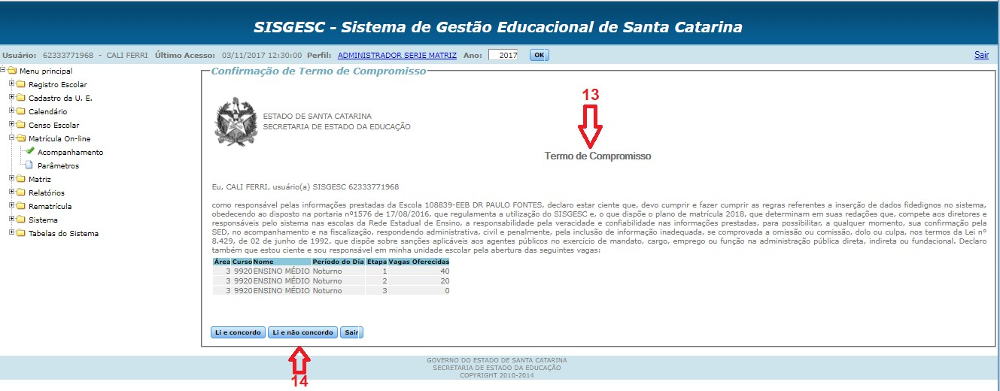 SISGESC - Sistema de Gestão Educacional de Santa Catarina
Usuário: 62333771968 - CALI FERRI Último Acesso: 03/11/2017 12:30:00 Perfil: ADMINISTRADOR SERIE MATRIZ Ano: 2017 OK Sair
Menu principal
Registro Escolar
Cadastro da U. E.
Calendário
Censo Escolar
Matrícula On-line
Acompanhamento
Parâmetros
Matriz
Relatórios
Rematrícula
Sistema
Tabelas do Sistema
Confirmação de Termo de Compromisso
13
ESTADO DE SANTA CATARINA
SECRETARIA DE ESTADO DA EDUCAÇÃO
Termo de Compromisso
Eu, CALI FERRI, usuário(a) SISGESC 62333771968
como responsável pelas informações prestadas da Escola 108839-EEB DR PAULO FONTES, declaro estar ciente que, devo cumprir e fazer cumprir as regras referentes a inserção de dados fidedignos no sistema,
obedecendo ao disposto na portaria nº1576 de 17/08/2016, que regulamenta a utilização do SISGESC e, o que dispõe o plano de matrícula 2018, que determinam em suas redações que, compete aos diretores e
responsáveis pelo sistema nas escolas da Rede Estadual de Ensino, a responsabilidade pela veracidade e confiabilidade nas informações prestadas, para possibilitar, a qualquer momento, sua confirmação pela
SED, no acompanhamento e na fiscalização, respondendo administrativa, civil e penalmente, pela inclusão de informação inadequada, se comprovada a omissão ou comissão, dolo ou culpa, nos termos da Lei nº
8.429, de 02 de junho de 1992, que dispõe sobre sanções aplicáveis aos agentes públicos no exercício de mandato, cargo, emprego ou função na administração pública direta, indireta ou fundacional. Declaro
também que estou ciente e sou responsável em minha unidade escolar pela abertura das seguintes vagas:
Área Curso Nome Período do Dia Etapa Vagas Oferecidas
3 9920 ENSINO MÉDIO Noturno 1 40
3 9920 ENSINO MÉDIO Noturno 2 20
3 9920 ENSINO MÉDIO Noturno 3 0
Li e concordo Li e não concordo Sair
14
GOVERNO DO ESTADO DE SANTA CATARINA
SECRETARIA DE ESTADO DA EDUCAÇÃO
COPYRIGHT 2010-2014